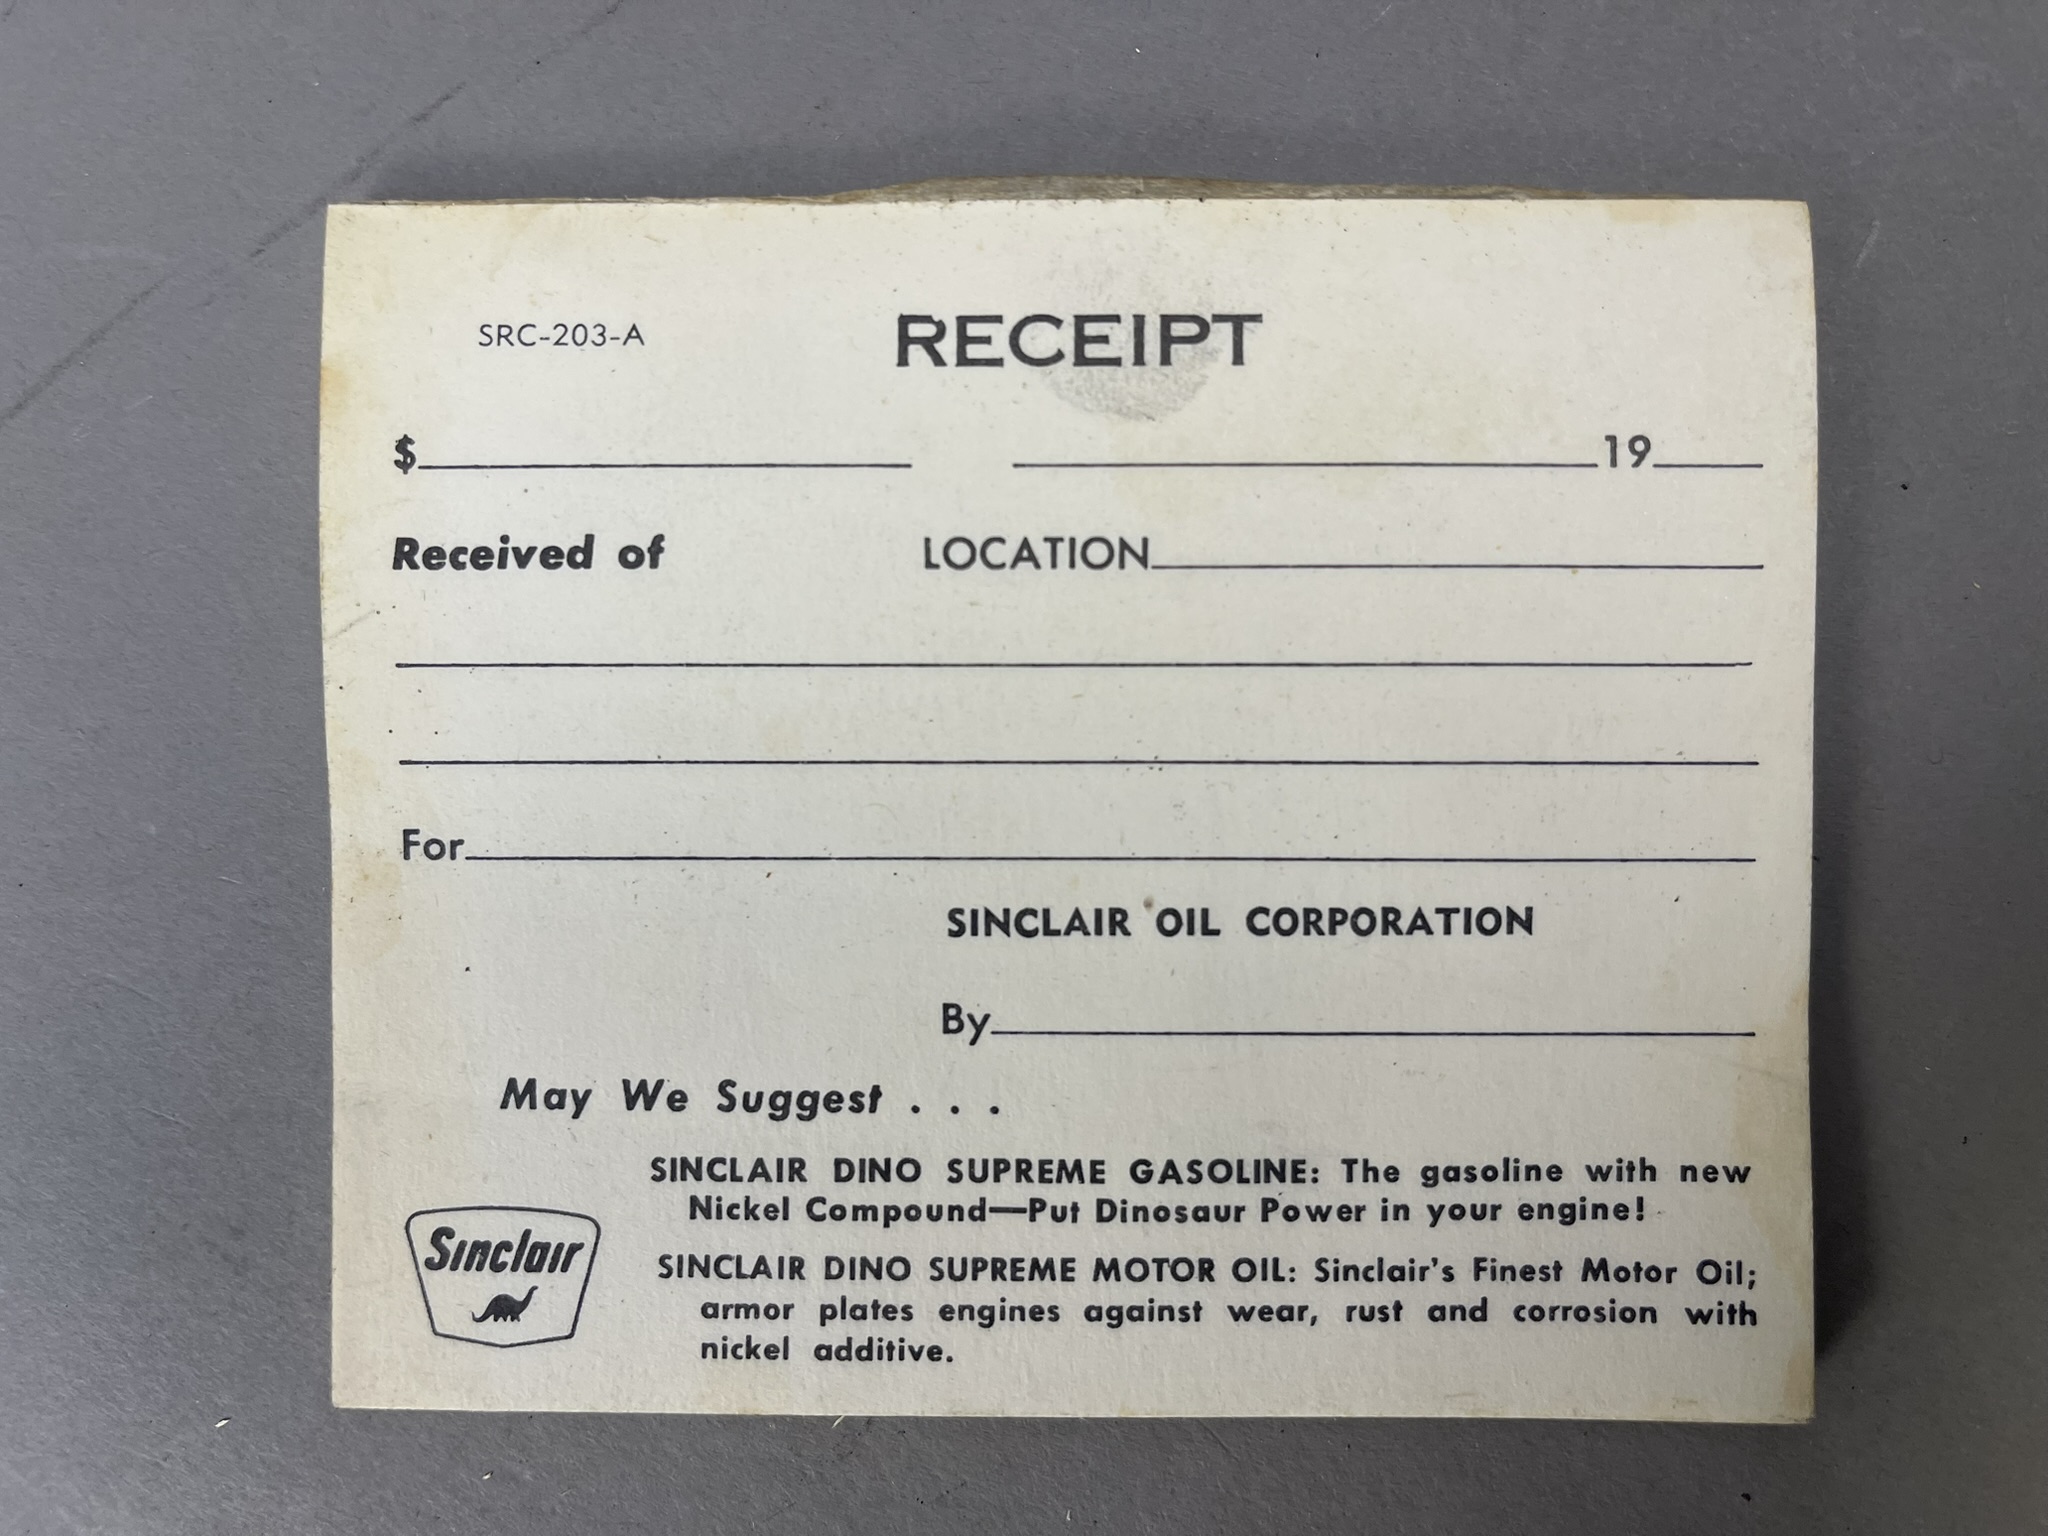 SRC-203-A RECEIPT
$ 19
Received of LOCATION
For
SINCLAIR OIL CORPORATION
By
May We Suggest . . .
SINCLAIR DINO SUPREME GASOLINE: The gasoline with new
Nickel Compound—Put Dinosaur Power in your engine!
Sinclair
SINCLAIR DINO SUPREME MOTOR OIL: Sinclair's Finest Motor Oil;
armor plates engines against wear, rust and corrosion with
nickel additive.